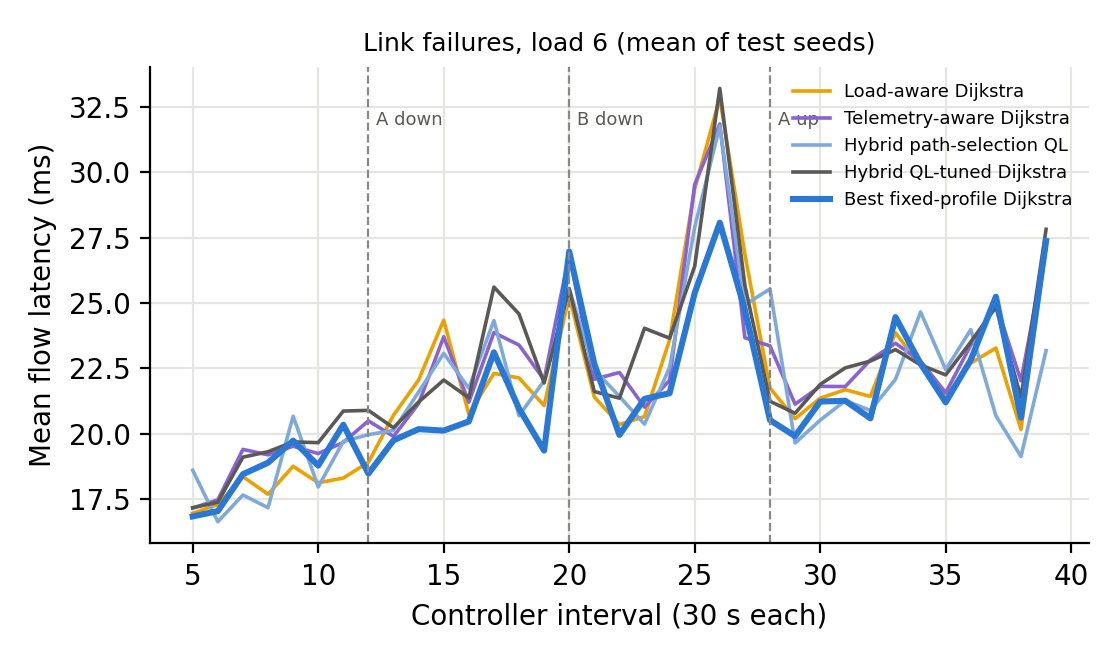 Link failures, load 6 (mean of test seeds)
Mean flow latency (ms)
32.5
30.0
27.5
25.0
22.5
20.0
17.5
A down
B down
A up
Load-aware Dijkstra
Telemetry-aware Dijkstra
Hybrid path-selection QL
Hybrid QL-tuned Dijkstra
Best fixed-profile Dijkstra
5 10 15 20 25 30 35 40
Controller interval (30 s each)